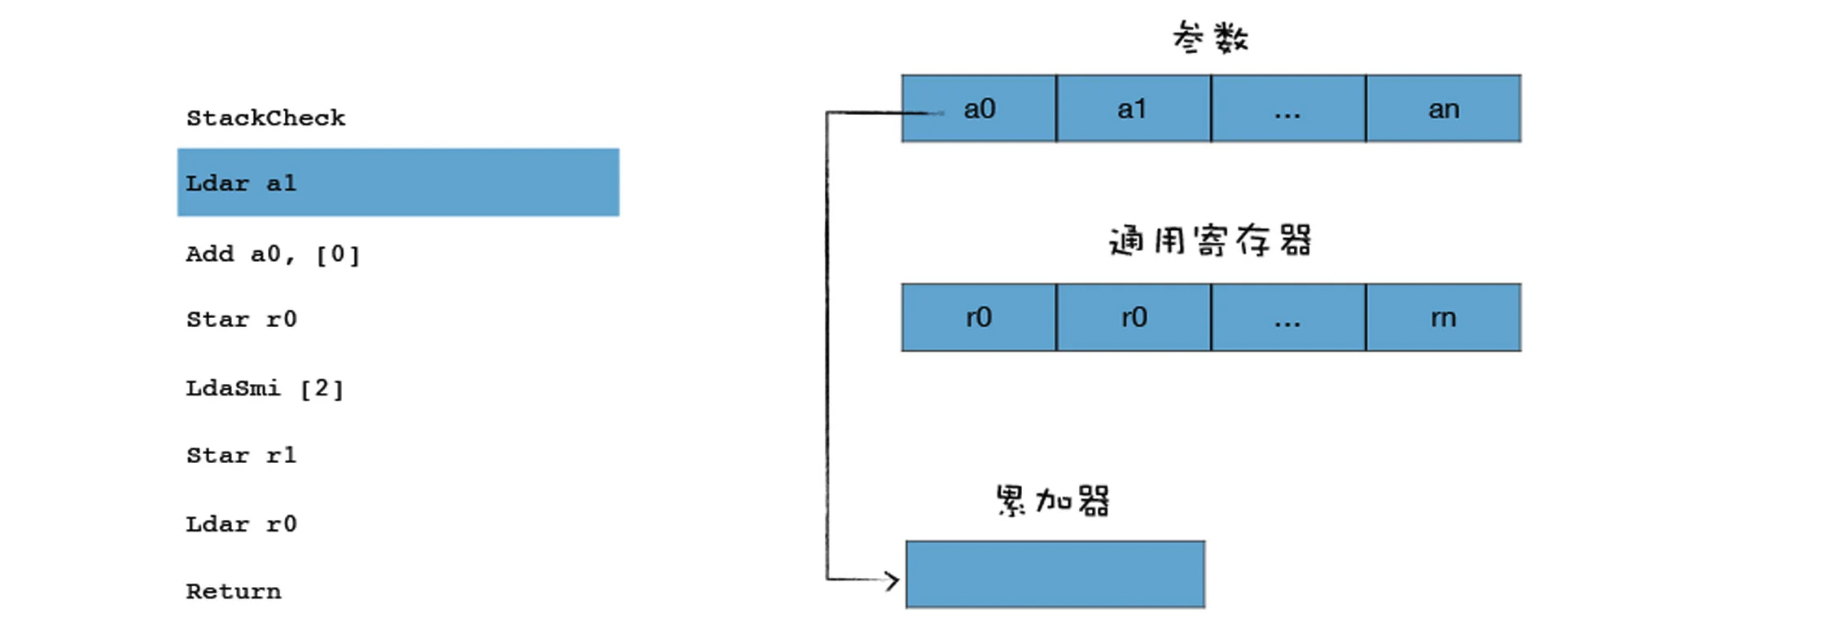 StackCheck
Ldar a1
Add a0, [0]
Star r0
LdaSmi [2]
Star r1
Ldar r0
Return
参数
a0 a1 ... an
通用寄存器
r0 r0 ... rn
累加器